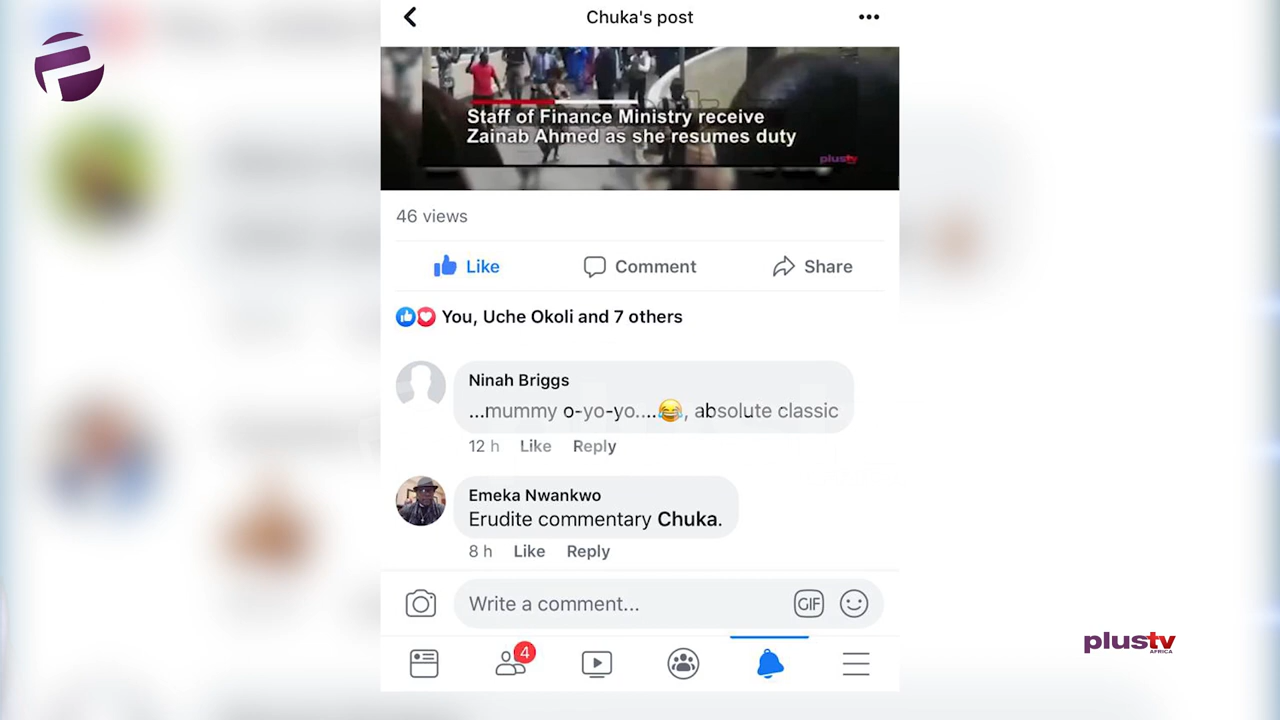 Chuka's post
Staff of Finance Ministry receive
Zainab Ahmed as she resumes duty
plustv
46 views
Like
Comment
Share
You, Uche Okoli and 7 others
Ninah Briggs
...mummy o-yo-yo....😂, absolute classic
12 h Like Reply
Emeka Nwankwo
Erudite commentary Chuka.
8 h Like Reply
Write a comment...
GIF
4
plustv
AFRICA